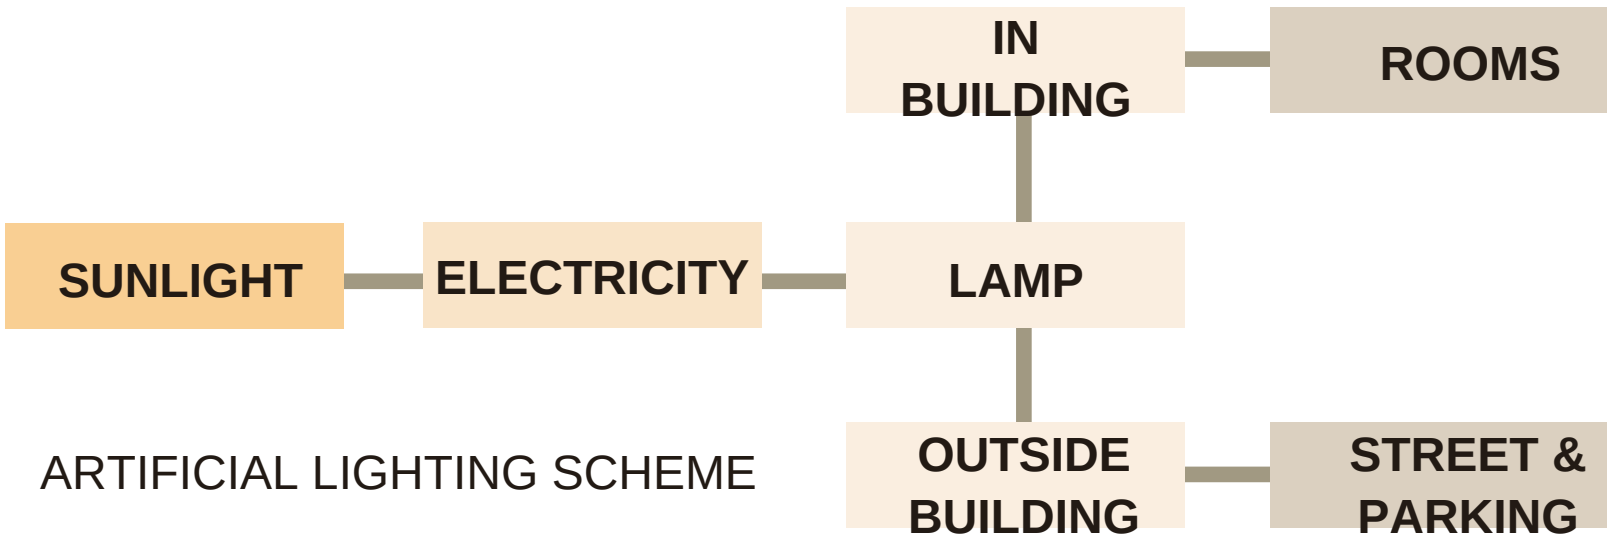 IN
BUILDING
ROOMS
SUNLIGHT
ELECTRICITY
LAMP
OUTSIDE
BUILDING
STREET &
PARKING
ARTIFICIAL LIGHTING SCHEME